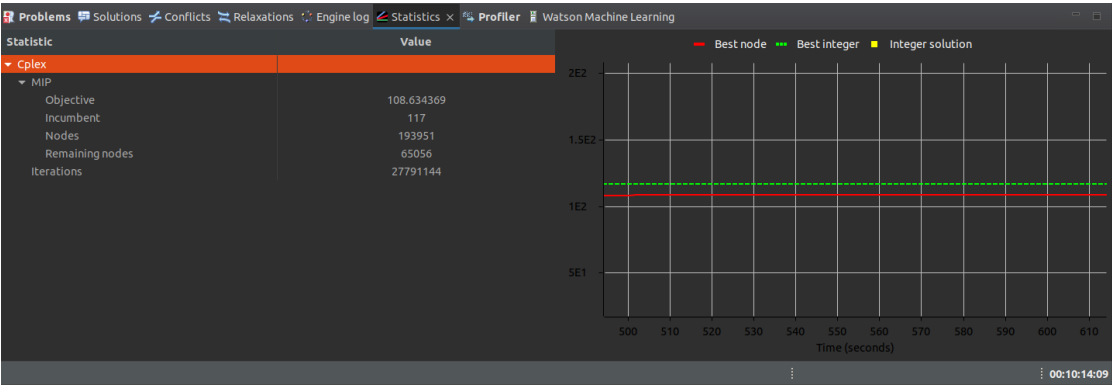 Problems Solutions Conflicts Relaxations Engine log Statistics × Profiler Watson Machine Learning
Statistic Value
Cplex
MIP
Objective 108.634369
Incumbent 117
Nodes 193951
Remaining nodes 65056
Iterations 27791144
Best node Best integer Integer solution
2E2
1.5E2
1E2
5E1
500 510 520 530 540 550 560 570 580 590 600 610
Time (seconds)
00:10:14:09